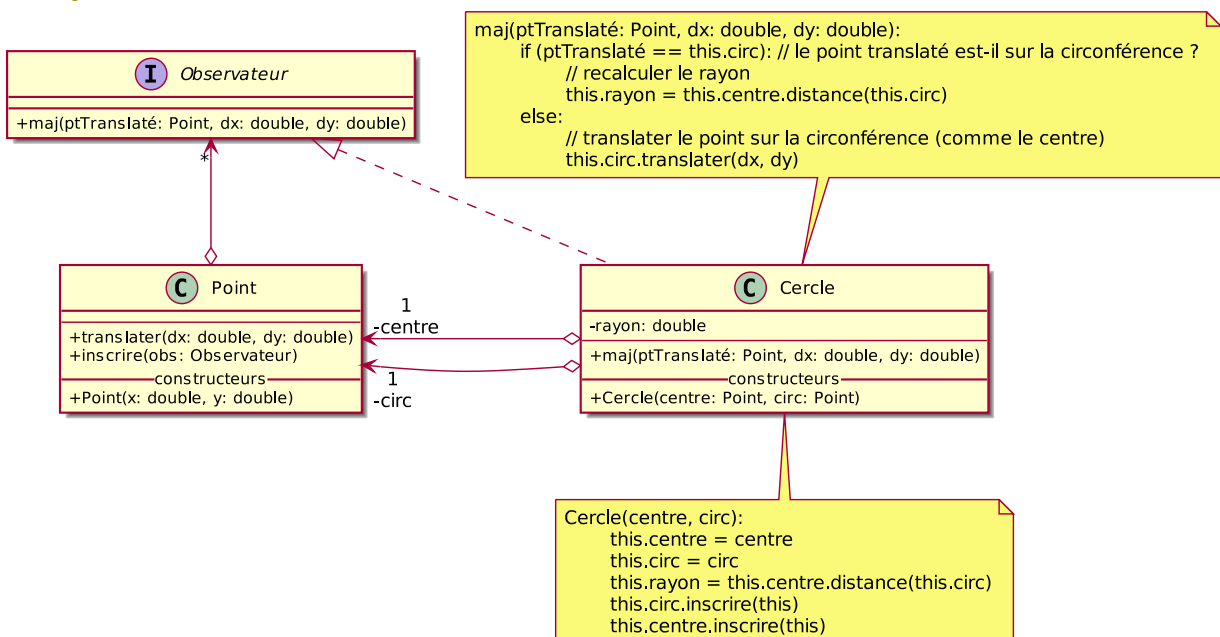 maj(ptTranslaté: Point, dx: double, dy: double):
if (ptTranslaté == this.circ): // le point translaté est-il sur la circonférence ?
// recalculer le rayon
this.rayon = this.centre.distance(this.circ)
else:
// translater le point sur la circonférence (comme le centre)
this.circ.translater(dx, dy)
I Observateur
+maj(ptTranslaté: Point, dx: double, dy: double)
*
C Point
+translater(dx: double, dy: double)
+inscrire(obs: Observateur)
constructeurs
+Point(x: double, y: double)
1
-centre
1
-circ
C Cercle
-rayon: double
+maj(ptTranslaté: Point, dx: double, dy: double)
constructeurs
+Cercle(centre: Point, circ: Point)
Cercle(centre, circ):
this.centre = centre
this.circ = circ
this.rayon = this.centre.distance(this.circ)
this.circ.inscrire(this)
this.centre.inscrire(this)